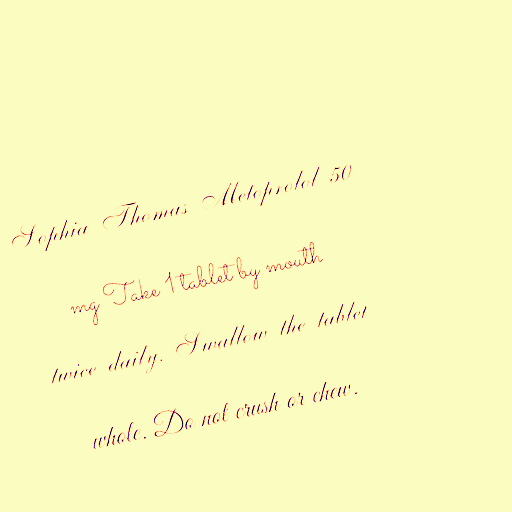 Sophia Thomas Metoprolol 50
mg Take 1 tablet by mouth
twice daily. Swallow the tablet
whole. Do not crush or chew.